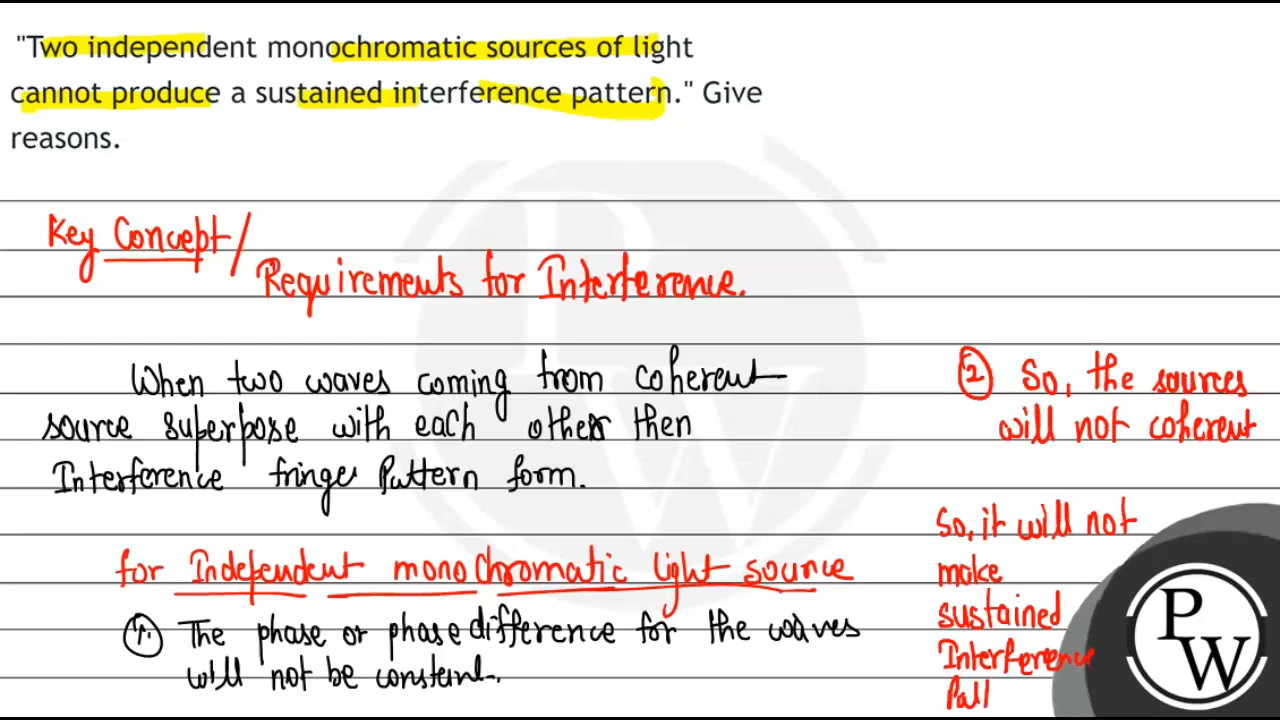 "Two independent monochromatic sources of light
cannot produce a sustained interference pattern." Give
reasons.
Key Concept/
Requirements for Interference.
When two waves coming from coherent
source superpose with each other then
Interference fringe Pattern form.
for Independent monochromatic light source
1. The phase or phase difference for the waves
will not be constant.
2 So, the sources
will not coherent
So, it will not
make
sustained
Interference
Patt
P
W
PW